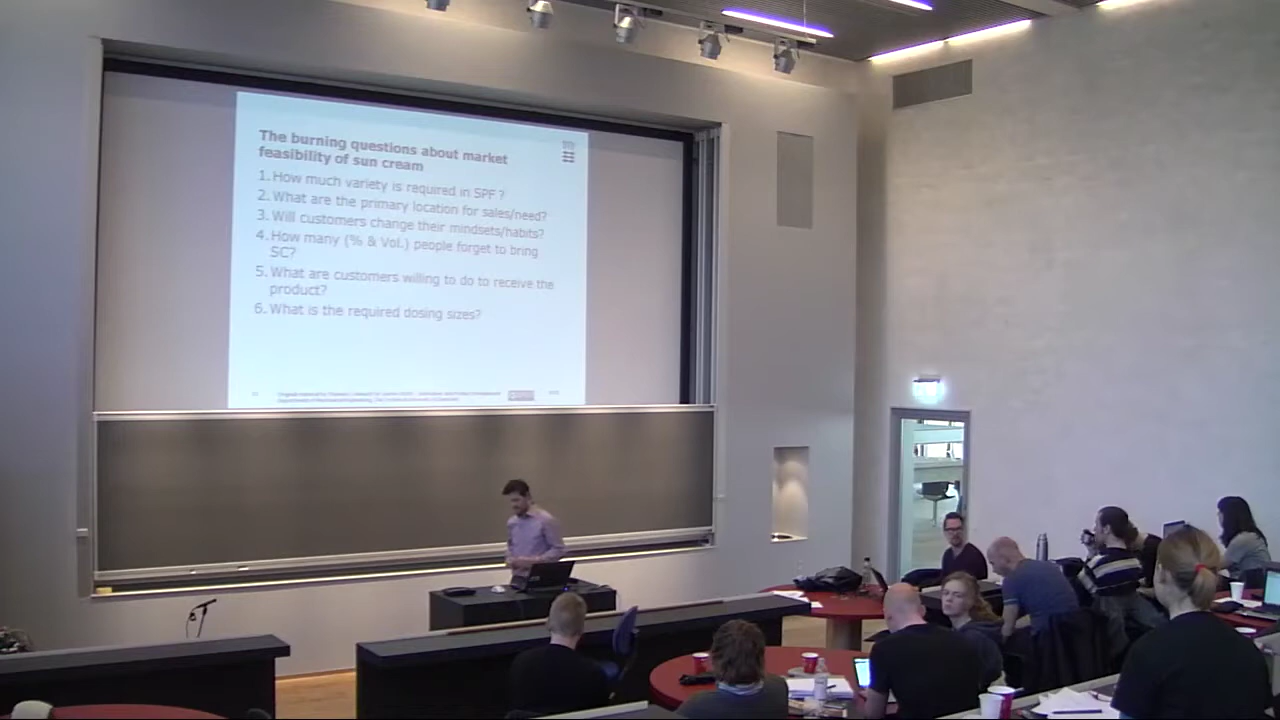 The burning questions about market
feasibility of sun cream
1. How much variety is required in SPF ?
2. What are the primary location for sales/need?
3. Will customers change their mindsets/habits?
4. How many (% & Vol.) people forget to bring
SC?
5. What are customers willing to do to receive the
product?
6. What is the required dosing sizes?